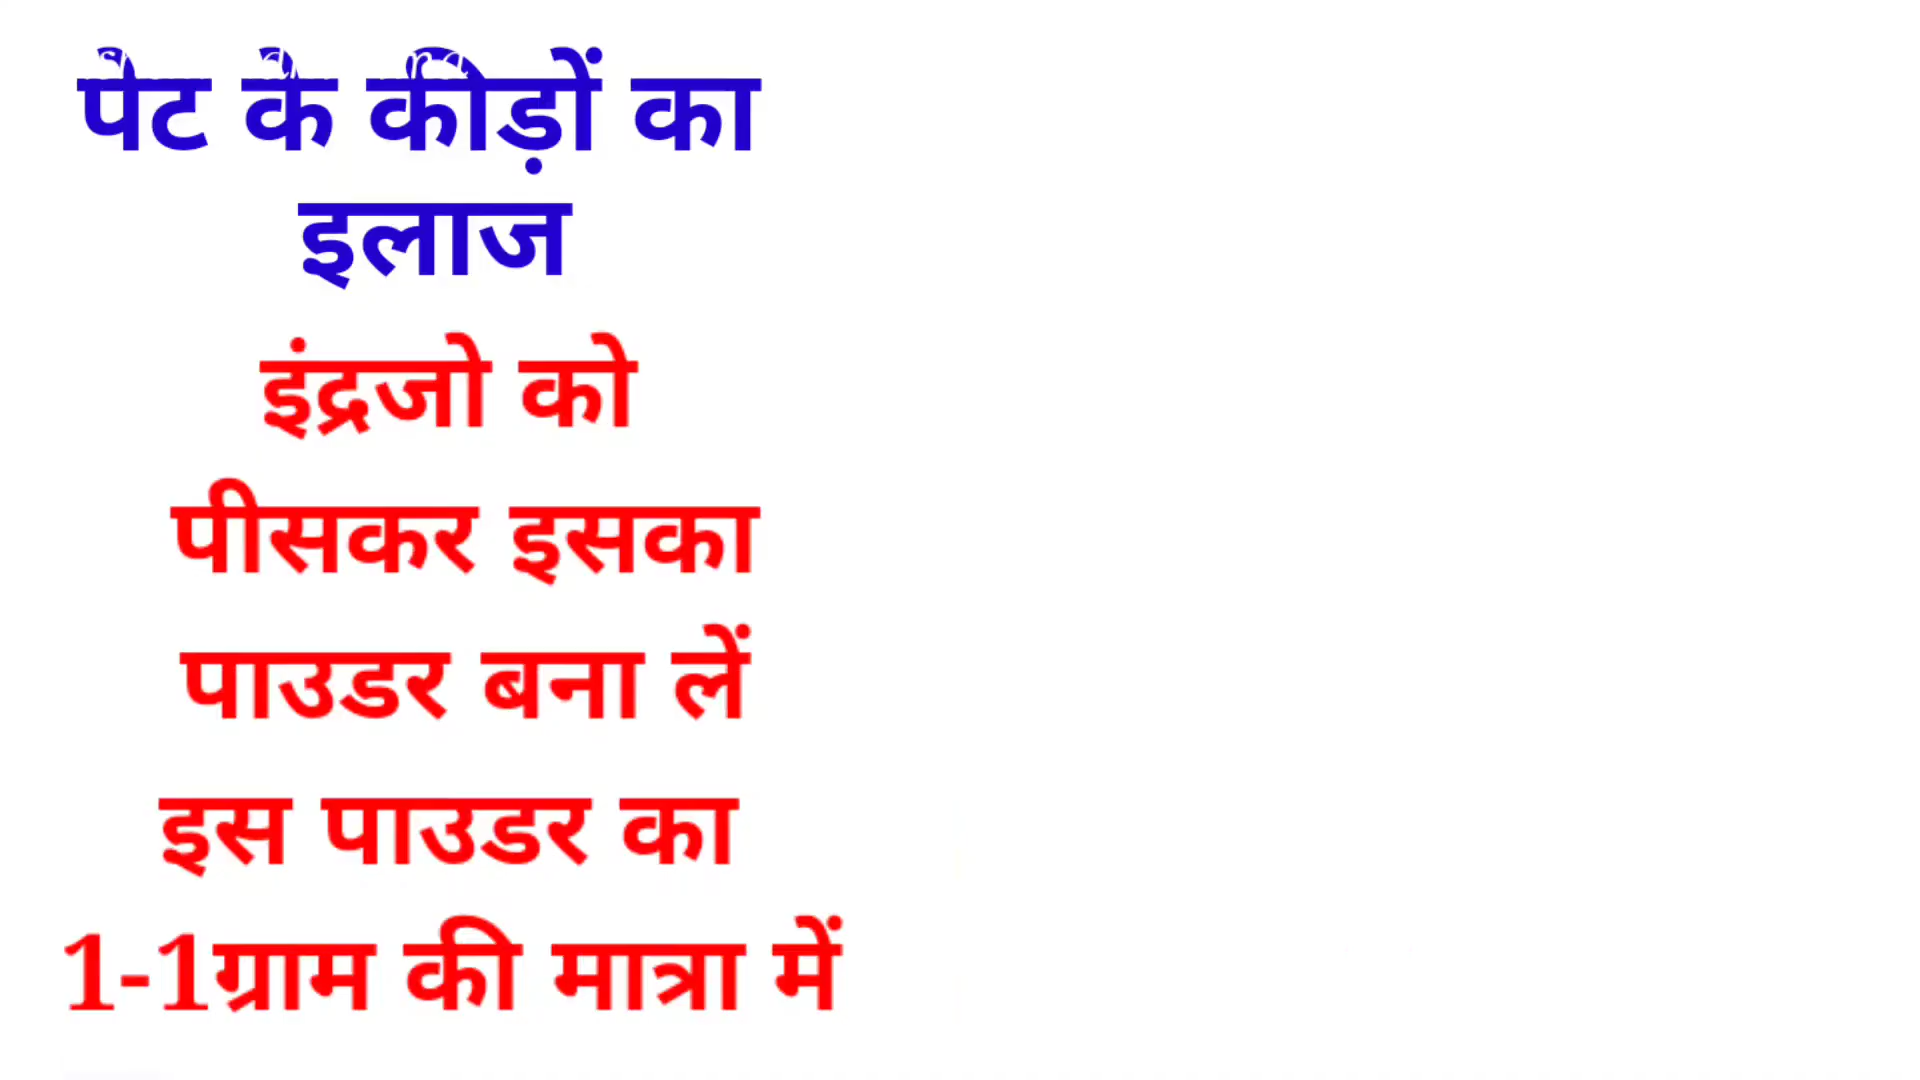 पेट के कीड़ों का
इलाज
इंद्रजो को
पीसकर इसका
पाउडर बना लें
इस पाउडर का
1-1ग्राम की मात्रा में